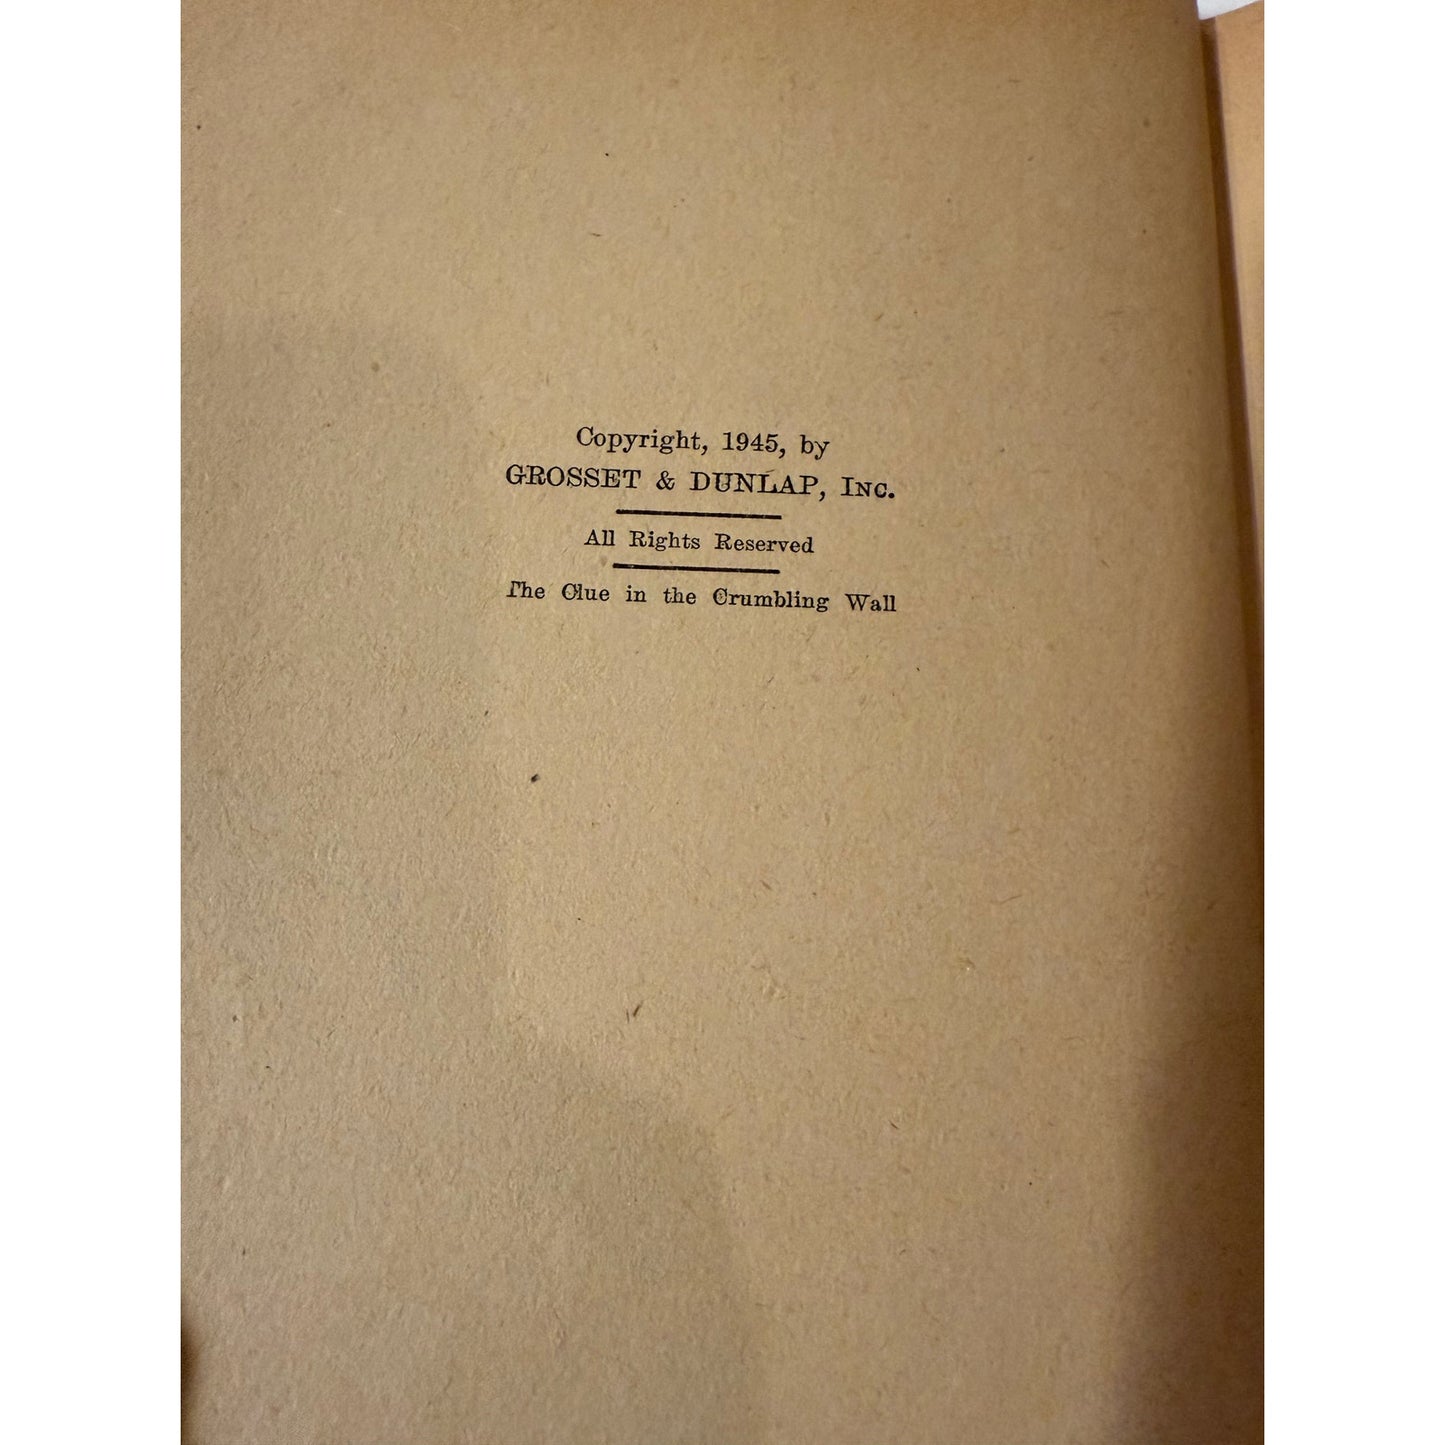 Copyright, 1945, by
GROSSET & DUNLAP, INC.
All Rights Reserved
The Clue in the Crumbling Wall